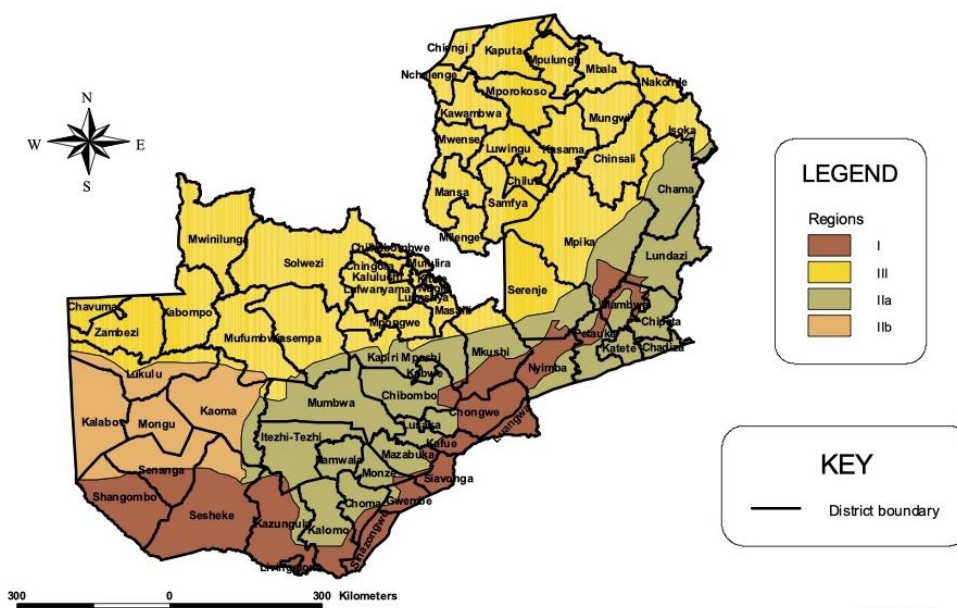 N
W E
S
Chiengi
Kaputa
Mpulungu
Mbala
Nchelenge
Nakonde
Mporokoso
Kawambwa
Mungwi
Isoka
Mwense
Luwingu
Kasama
Chinsali
Mansa
Chilubi
Samfya
Chama
Milenge
Mpika
Mwinilunga
Chililabombwe
Solwezi
Chingola
Mufulira
Kalulushi
Lufwanyama
Lundazi
Serenje
Masaiti
Mambwe
Chavuma
Kabompo
Zambezi
Mufumbwe
Kasempa
Mpongwe
Petauke
Chipata
Katete
Chadiza
Kapiri Mposhi
Mkushi
Nyimba
Lukulu
Kabwe
Kaoma
Mumbwa
Chibombo
Kalabo
Mongu
Chongwe
Luangwa
Lusaka
Itezhi-Tezhi
Kafue
Mazabuka
Senanga
Namwala
Monze
Siavonga
Shangombo
Gwembe
Choma
Sesheke
Kazungula
Kalomo
Sinazongwe
Livingstone
300 0 300 Kilometers
LEGEND
Regions
I
III
IIa
IIb
KEY
District boundary